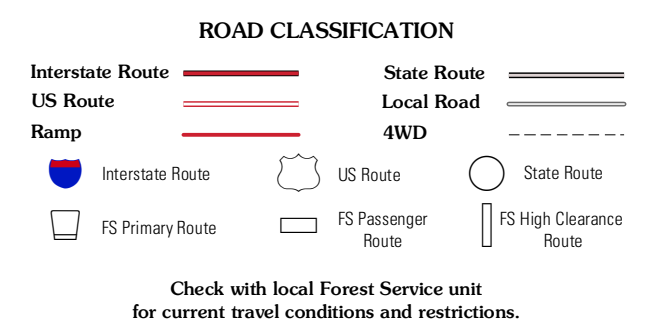 ROAD CLASSIFICATION
Interstate Route
State Route
US Route
Local Road
Ramp
4WD
Interstate Route
US Route
State Route
FS Primary Route
FS Passenger
Route
FS High Clearance
Route
Check with local Forest Service unit
for current travel conditions and restrictions.